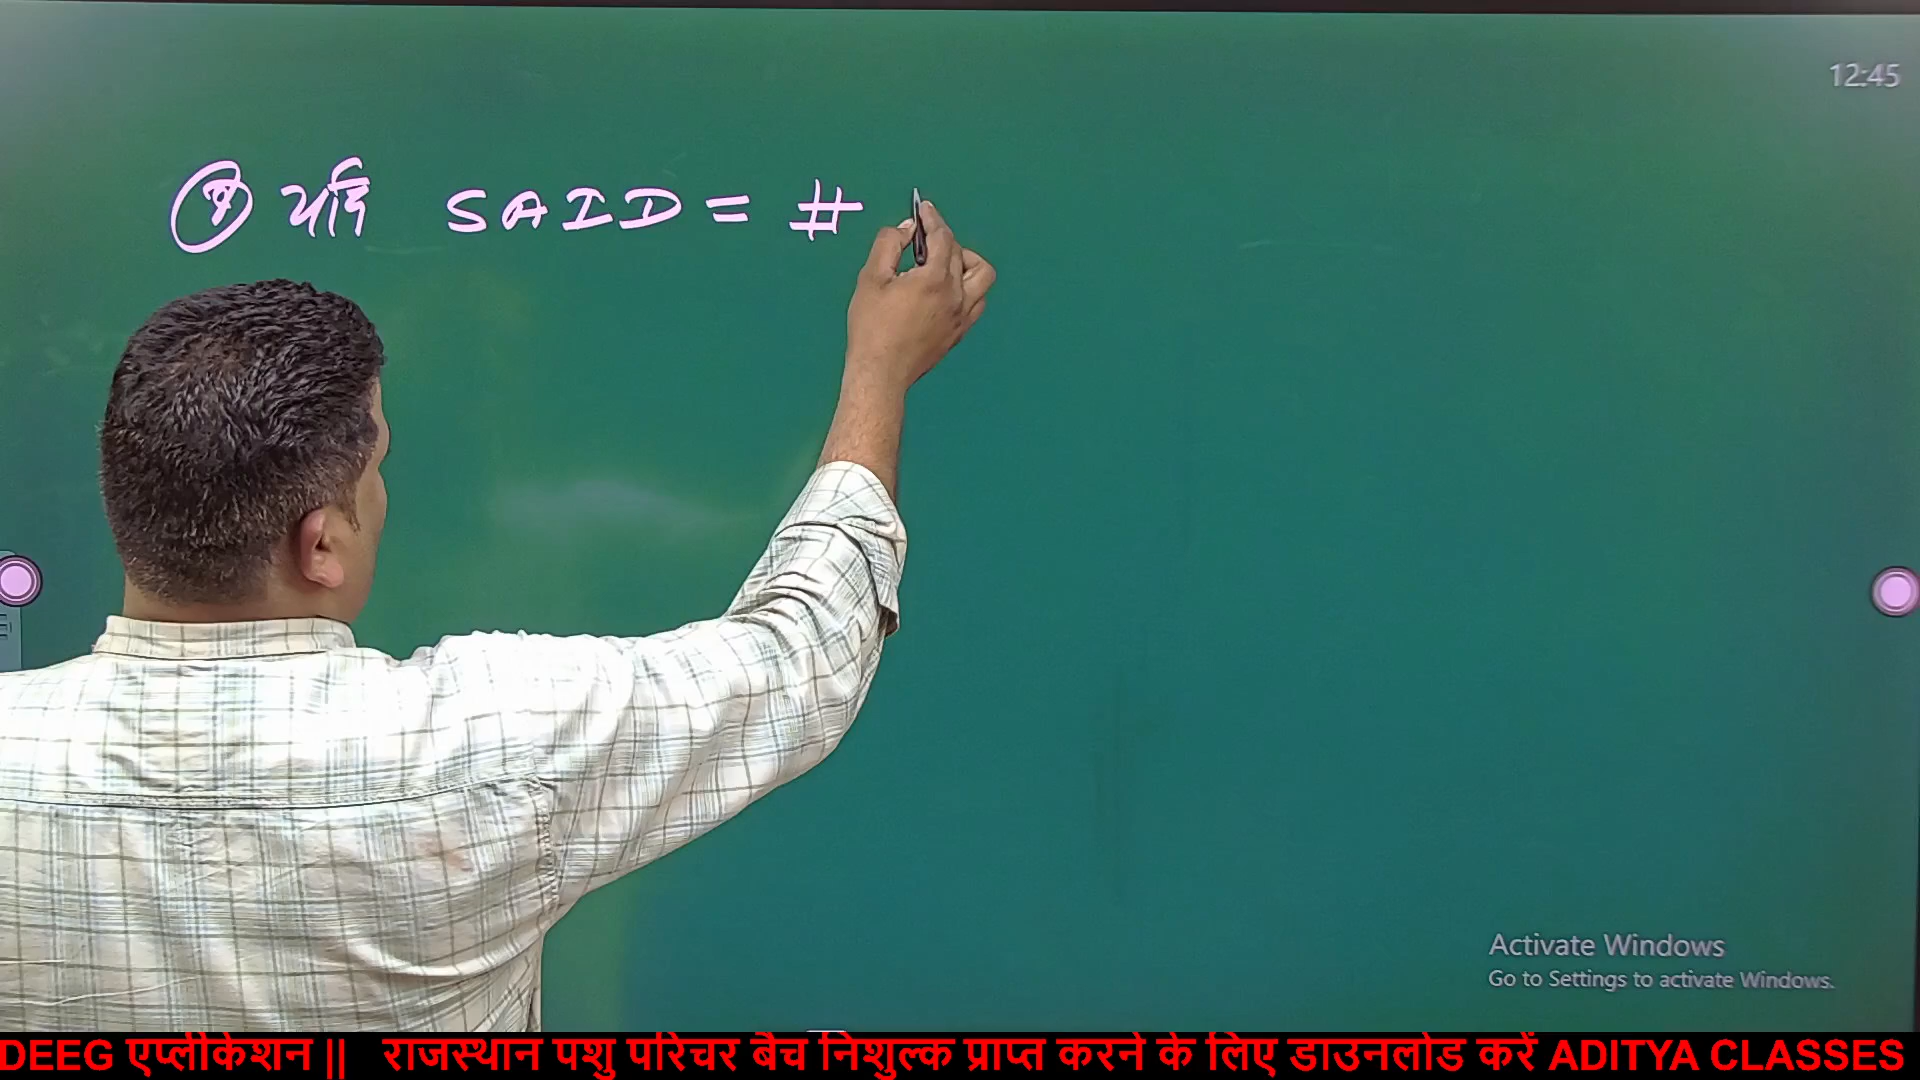 12:45
यदि SAID = #
Activate Windows
Go to Settings to activate Windows.
DEEG एप्लीकेशन || राजस्थान पशु परिचर बैच निशुल्क प्राप्त करने के लिए डाउनलोड करें ADITYA CLASSES